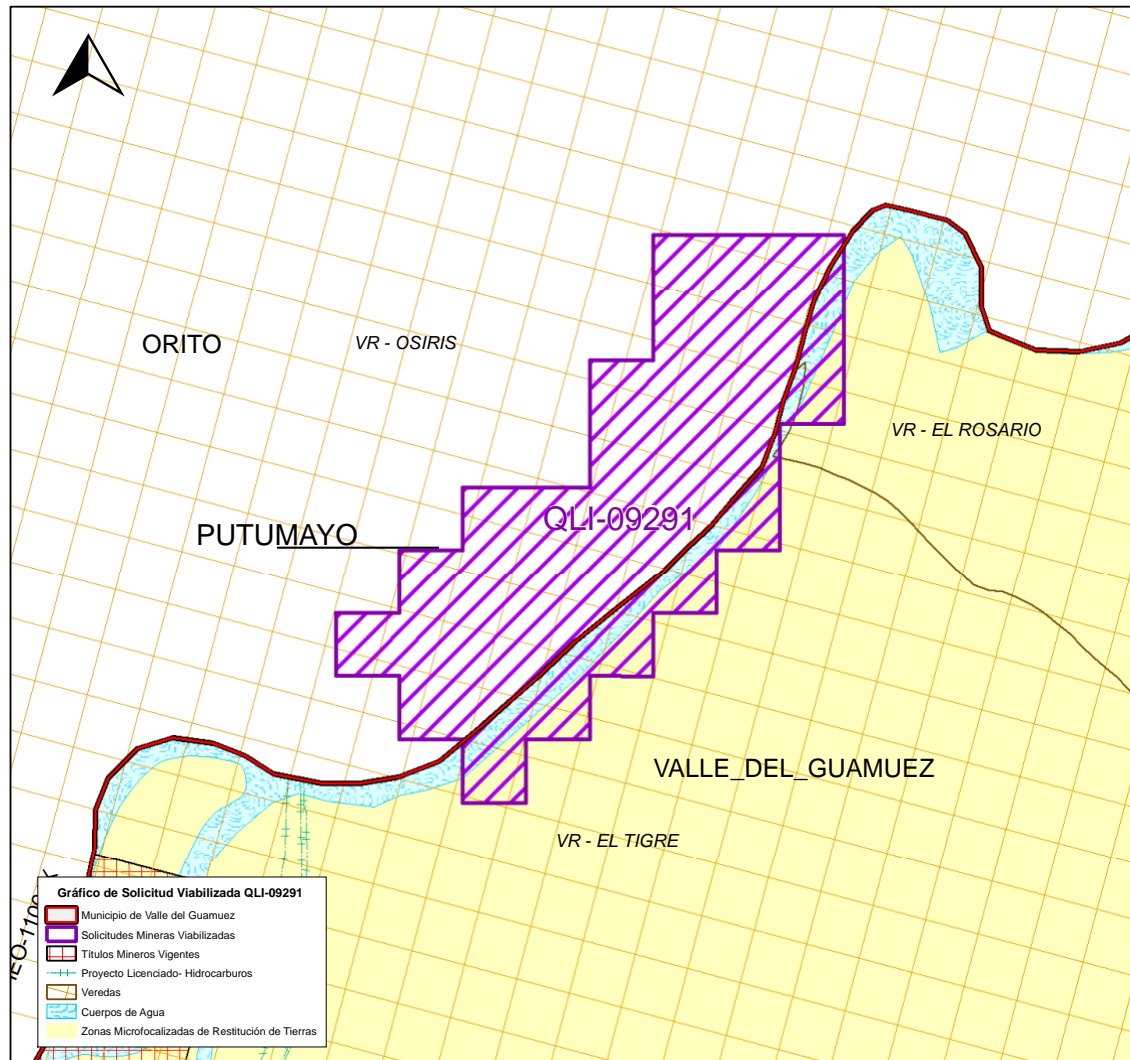 ORITO
VR - OSIRIS
VR - EL ROSARIO
QLI-09291
PUTUMAYO
VALLE_DEL_GUAMUEZ
VR - EL TIGRE
Gráfico de Solicitud Viabilizada QLI-09291
Municipio de Valle del Guamuez
Solicitudes Mineras Viabilizadas
Títulos Mineros Vigentes
Proyecto Licenciado- Hidrocarburos
Veredas
Cuerpos de Agua
Zonas Microfocalizadas de Restitución de Tierras